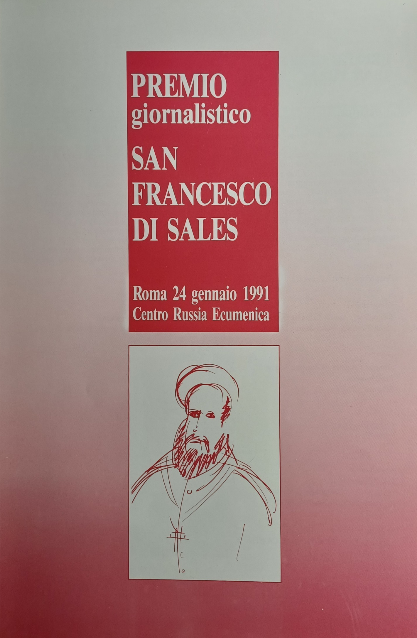 PREMIO
giornalistico
SAN
FRANCESCO
DI SALES
Roma 24 gennaio 1991
Centro Russia Ecumenica